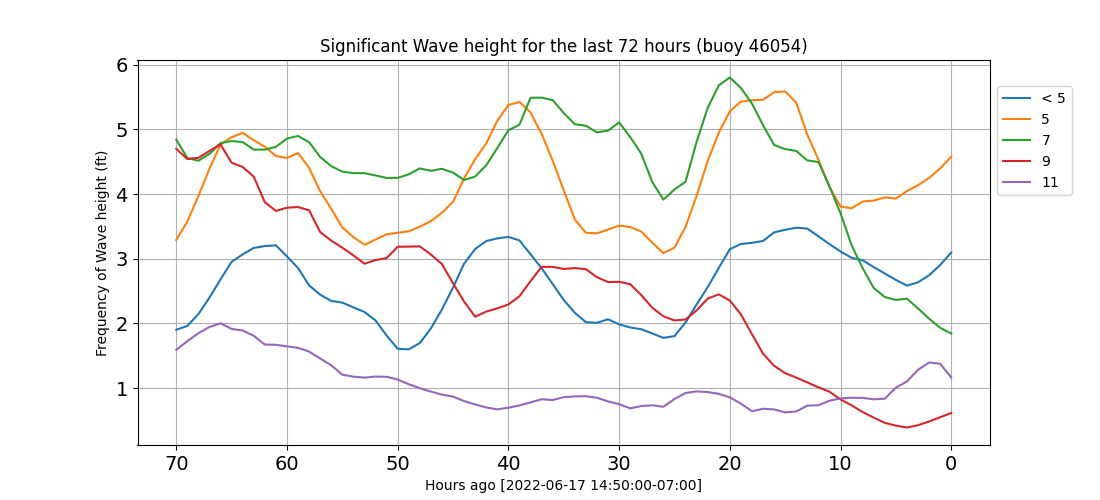 Significant Wave height for the last 72 hours (buoy 46054)
Frequency of Wave height (ft)
6
5
4
3
2
1
70 60 50 40 30 20 10 0
Hours ago [2022-06-17 14:50:00-07:00]
< 5
5
7
9
11